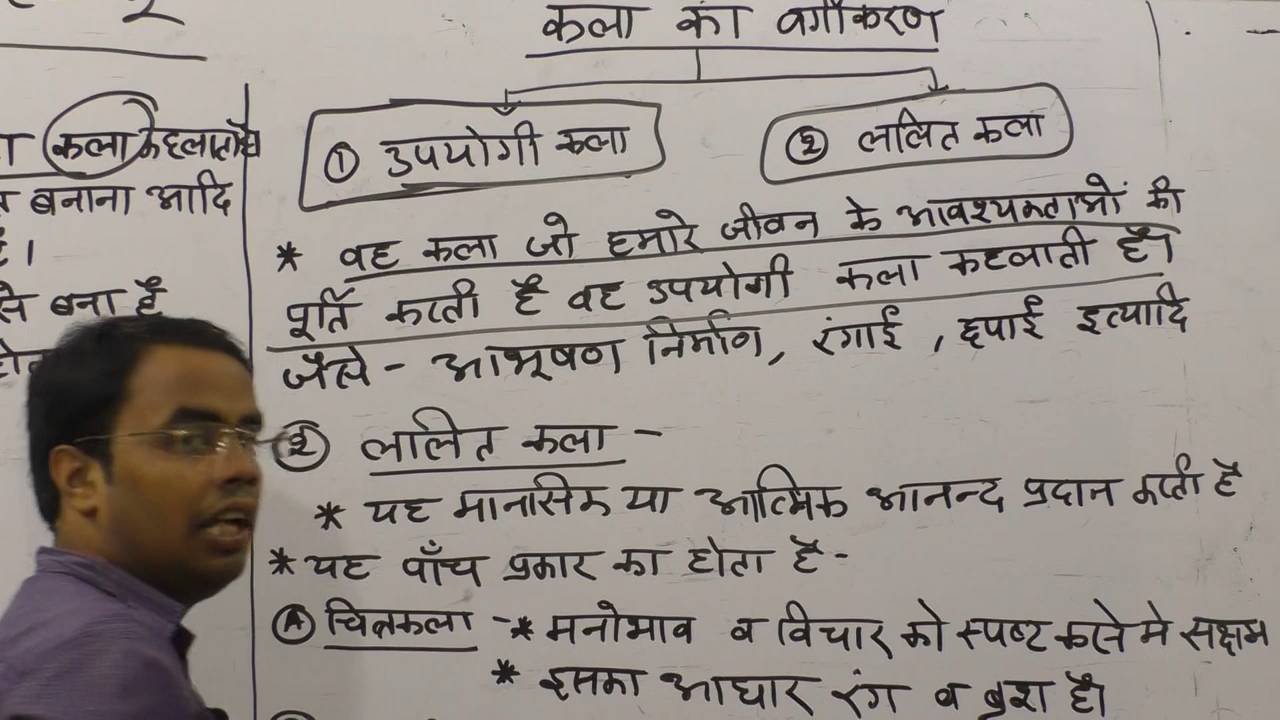 कला का वर्गीकरण
① उपयोगी कला
② ललित कला
कला कहलाता है
बनाना आदि
है।
से बना है
* वह कला जो हमारे जीवन के आवश्यकताओं की
पूर्ति करती है वह उपयोगी कला कहलाती है।
जैसे - आभूषण निर्माण, रंगाई, छपाई इत्यादि
② ललित कला -
* यह मानसिक या आत्मिक आनन्द प्रदान करती है
* यह पाँच प्रकार का होता है -
Ⓐ चित्रकला - * मनोभाव व विचार को स्पष्ट करने मे सक्षम
* इसका आधार रंग व ब्रुश है।